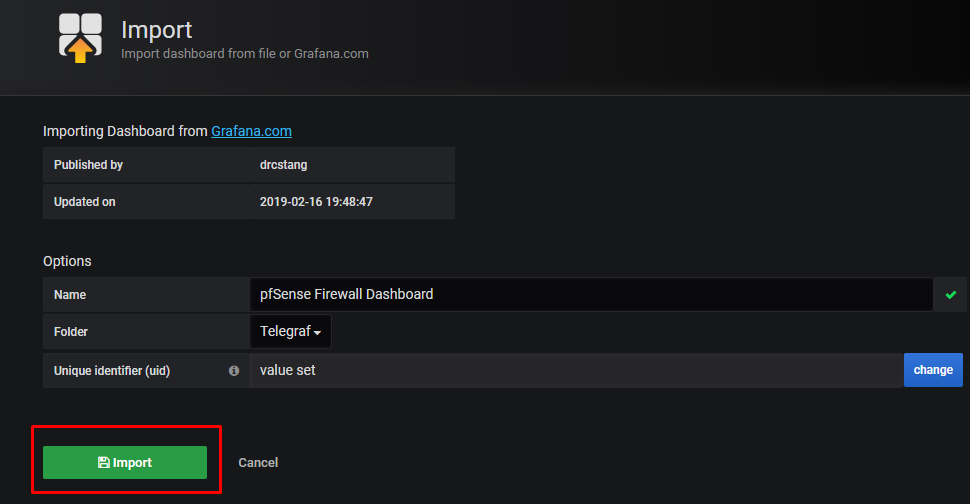 Import
Import dashboard from file or Grafana.com
Importing Dashboard from Grafana.com
Published by drcstang
Updated on 2019-02-16 19:48:47
Options
Name pfSense Firewall Dashboard
Folder Telegraf
Unique identifier (uid) value set change
Import Cancel